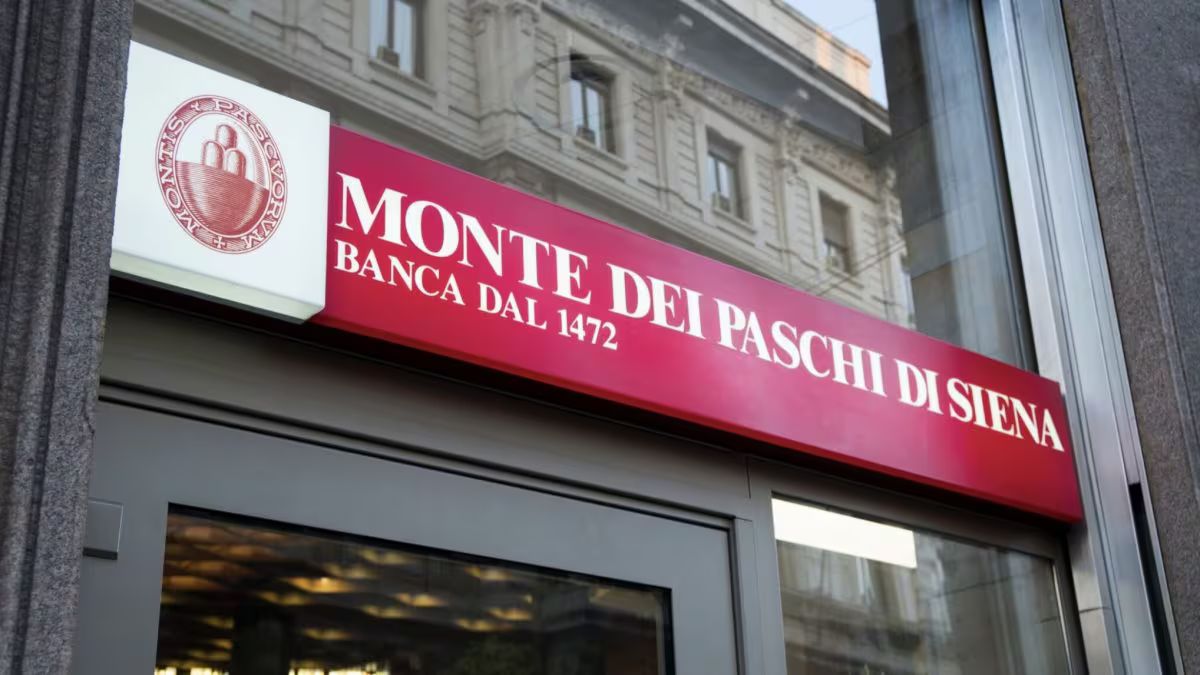 MONTIS PASCVORVM
MONTE DEI PASCHI DI SIENA
BANCA DAL 1472